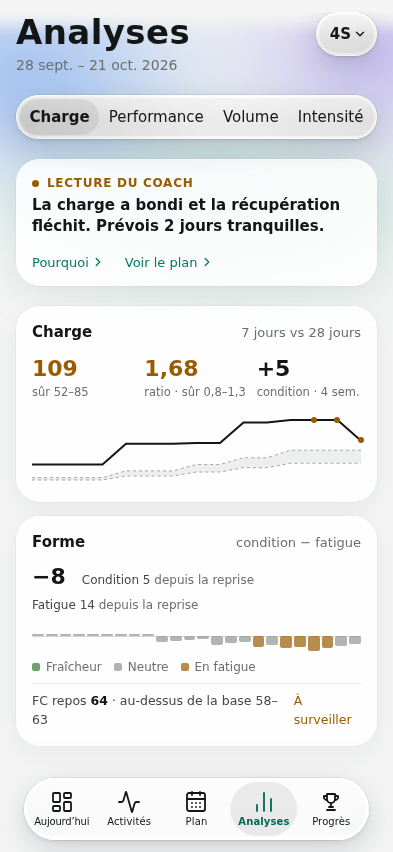 Analyses
4S
28 sept. – 21 oct. 2026
Charge Performance Volume Intensité
LECTURE DU COACH
La charge a bondi et la récupération
fléchit. Prévois 2 jours tranquilles.
Pourquoi Voir le plan
Charge 7 jours vs 28 jours
109 1,68 +5
sûr 52–85 ratio · sûr 0,8–1,3 condition · 4 sem.
Forme condition − fatigue
−8 Condition 5 depuis la reprise
Fatigue 14 depuis la reprise
Fraîcheur Neutre En fatigue
FC repos 64 · au-dessus de la base 58–
63
À
surveiller
Aujourd’hui Activités Plan Analyses Progrès